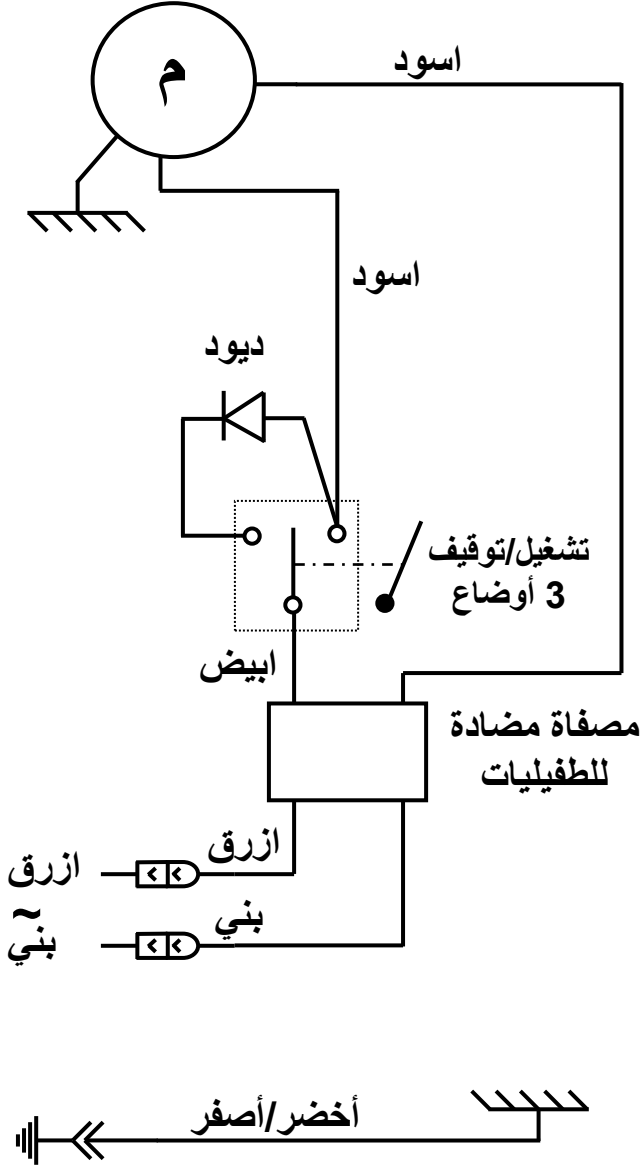 م
اسود
اسود
ديود
تشغيل/توقيف
3 أوضاع
ابيض
مصفاة مضادة
للطفيليات
ازرق
ازرق
~
بني
بني
أخضر/أصفر